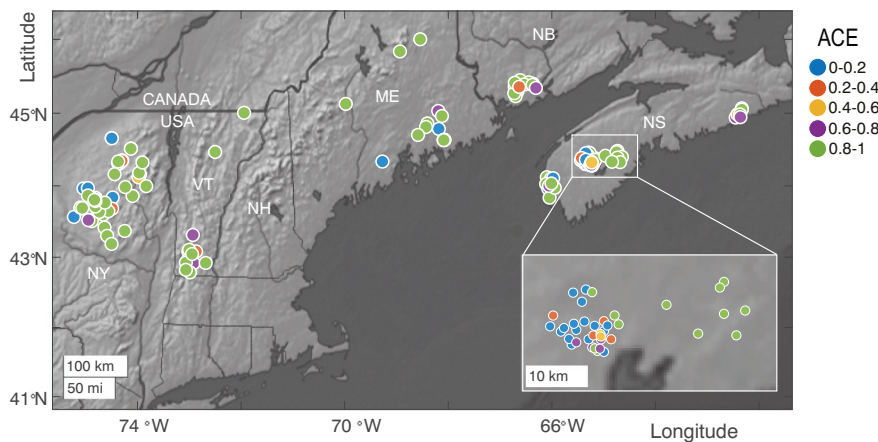 Latitude
45°N
43°N
41°N
CANADA
USA
NB
ME
NS
VT
NH
NY
100 km
50 mi
10 km
74 °W
70 °W
66 °W
Longitude
ACE
0-0.2
0.2-0.4
0.4-0.6
0.6-0.8
0.8-1